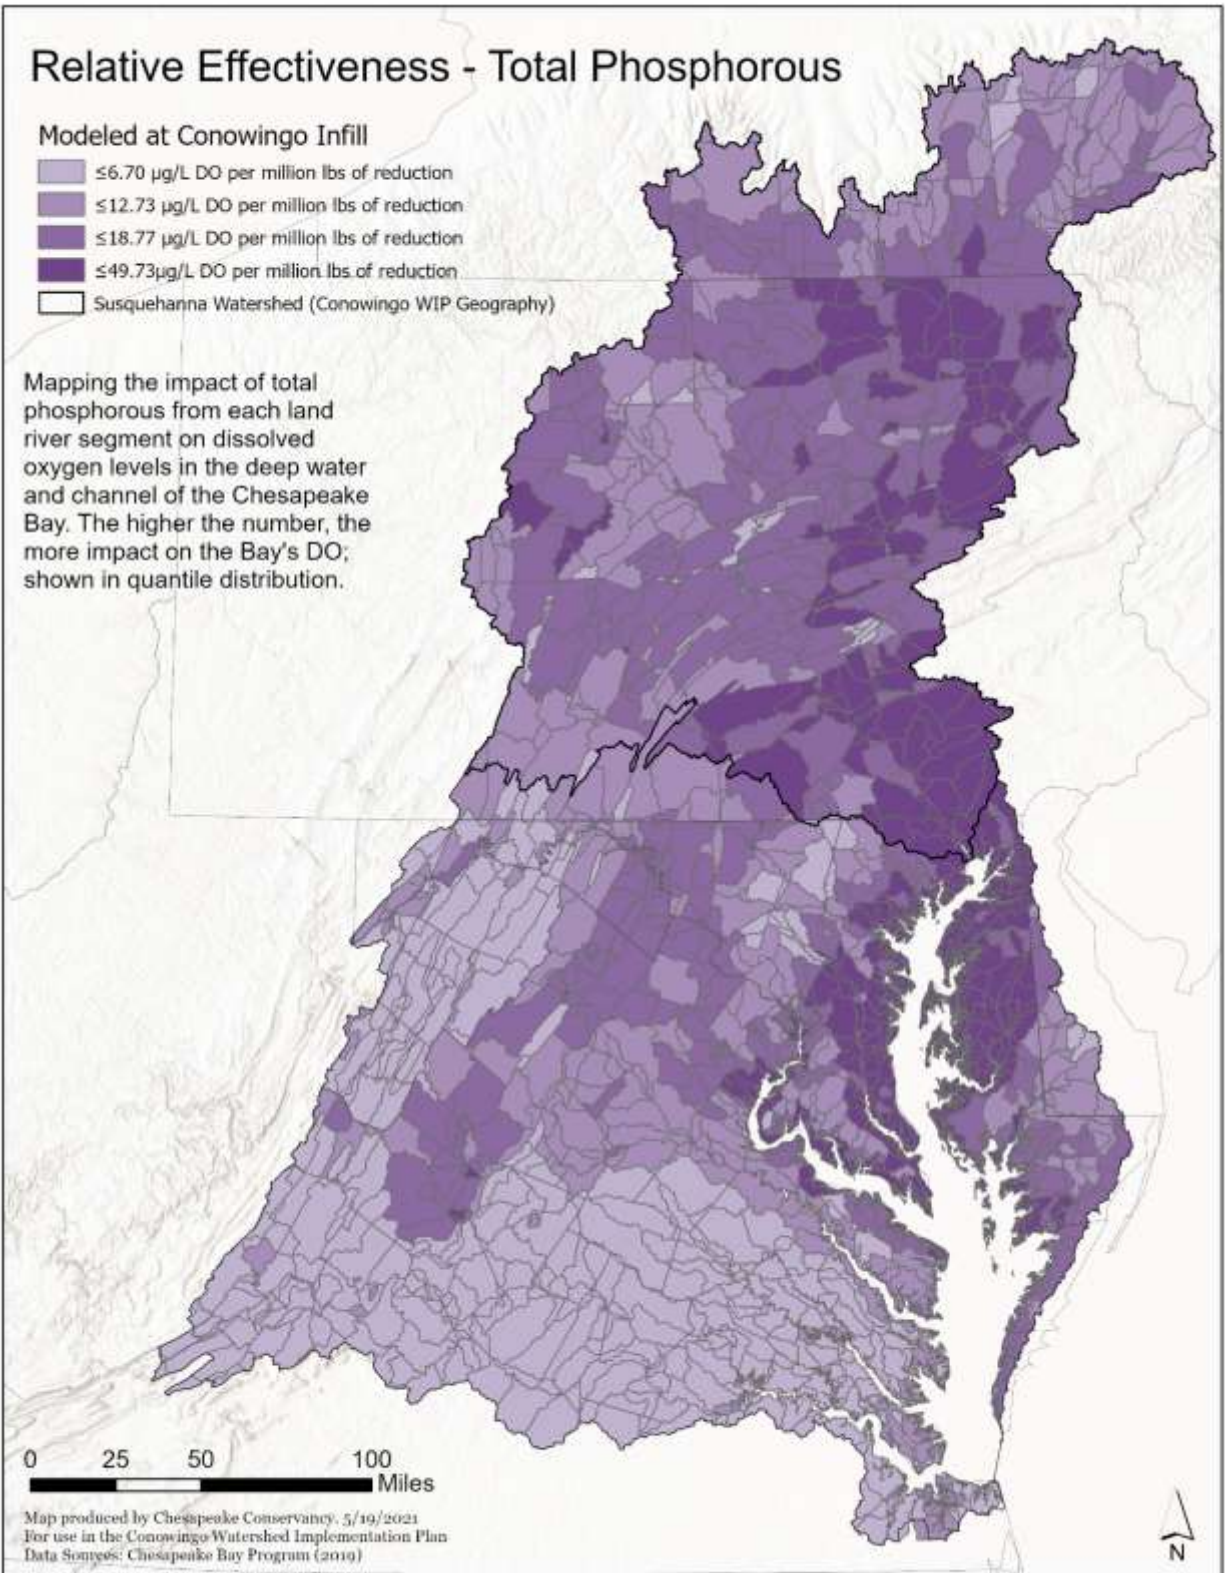 Relative Effectiveness - Total Phosphorous
Modeled at Conowingo Infill
≤6.70 µg/L DO per million lbs of reduction
≤12.73 µg/L DO per million lbs of reduction
≤18.77 µg/L DO per million lbs of reduction
≤49.73µg/L DO per million lbs of reduction
Susquehanna Watershed (Conowingo WIP Geography)
Mapping the impact of total
phosphorous from each land
river segment on dissolved
oxygen levels in the deep water
and channel of the Chesapeake
Bay. The higher the number, the
more impact on the Bay's DO;
shown in quantile distribution.
0 25 50 100
Miles
Map produced by Chesapeake Conservancy. 5/19/2021
For use in the Conowingo Watershed Implementation Plan
Data Sources: Chesapeake Bay Program (2019)
N